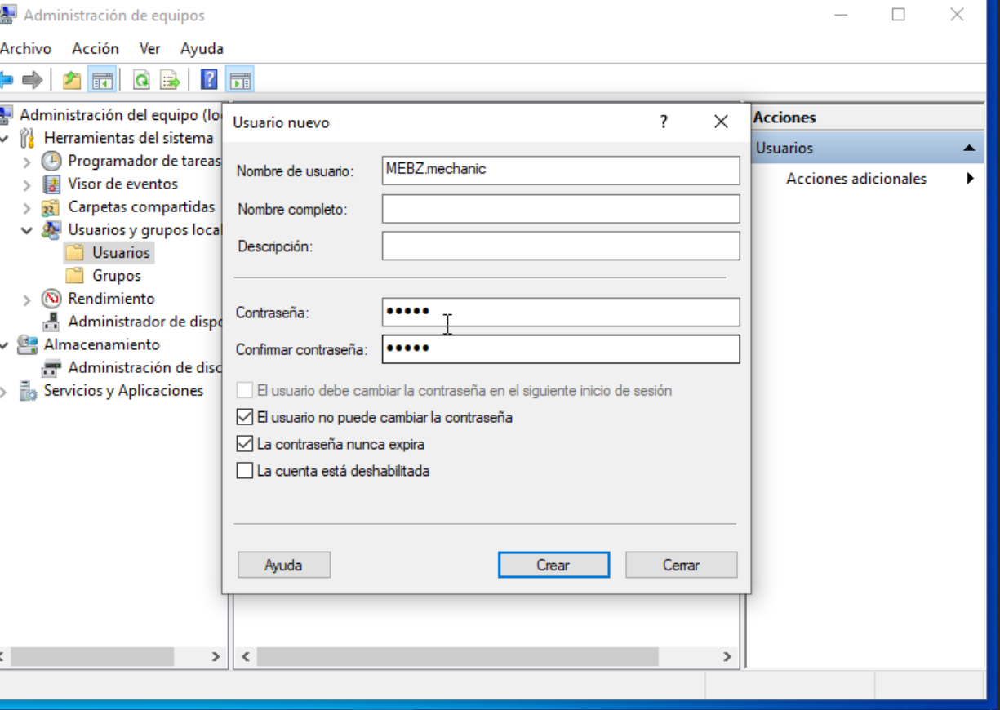 Administración de equipos
Archivo Acción Ver Ayuda
Administración del equipo (lo
Herramientas del sistema
Programador de tareas
Visor de eventos
Carpetas compartidas
Usuarios y grupos local
Usuarios
Grupos
Rendimiento
Administrador de dispo
Almacenamiento
Administración de disc
Servicios y Aplicaciones
Usuario nuevo
Nombre de usuario: MEBZ.mechanic
Nombre completo:
Descripción:
Contraseña: •••••
Confirmar contraseña: •••••
El usuario debe cambiar la contraseña en el siguiente inicio de sesión
El usuario no puede cambiar la contraseña
La contraseña nunca expira
La cuenta está deshabilitada
Ayuda Crear Cerrar
Acciones
Usuarios
Acciones adicionales